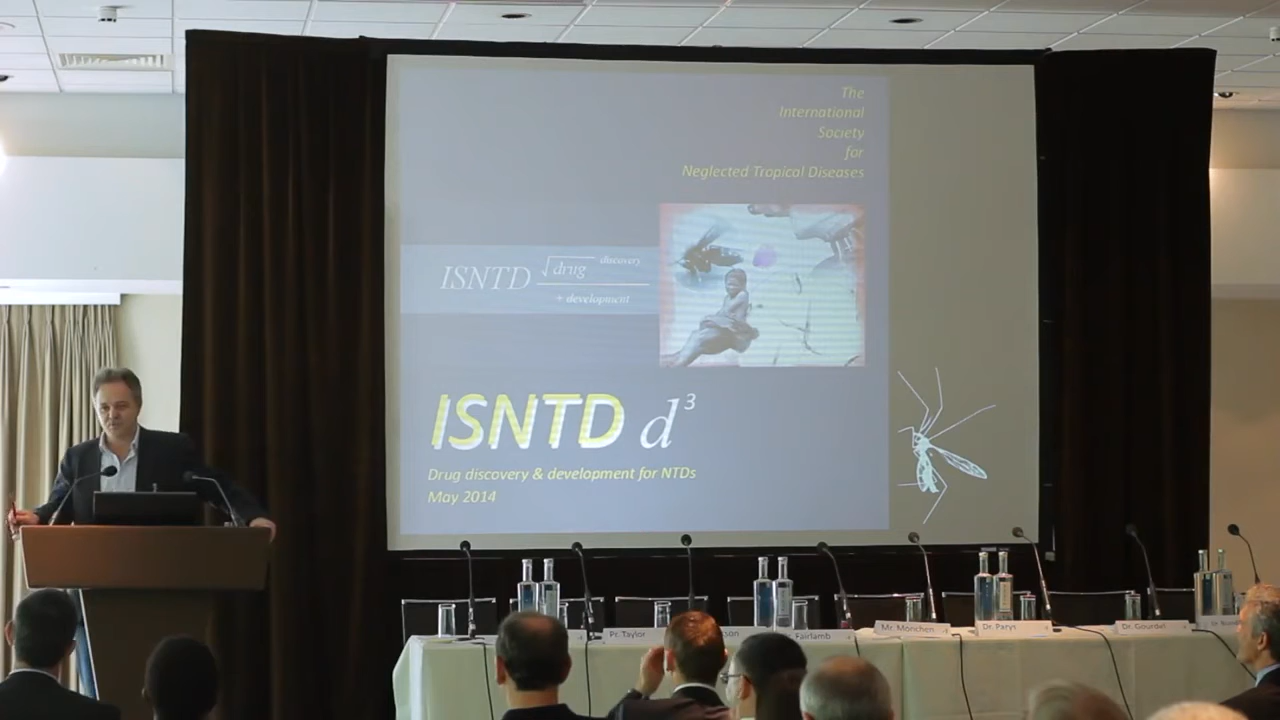 The
International
Society
for
Neglected Tropical Diseases
ISNTD √drug discovery
+ development
ISNTD d³
Drug discovery & development for NTDs
May 2014
Pr. Taylor
Fairlamb
Mr. Monchen
Dr. Parys
Dr. Gourdel